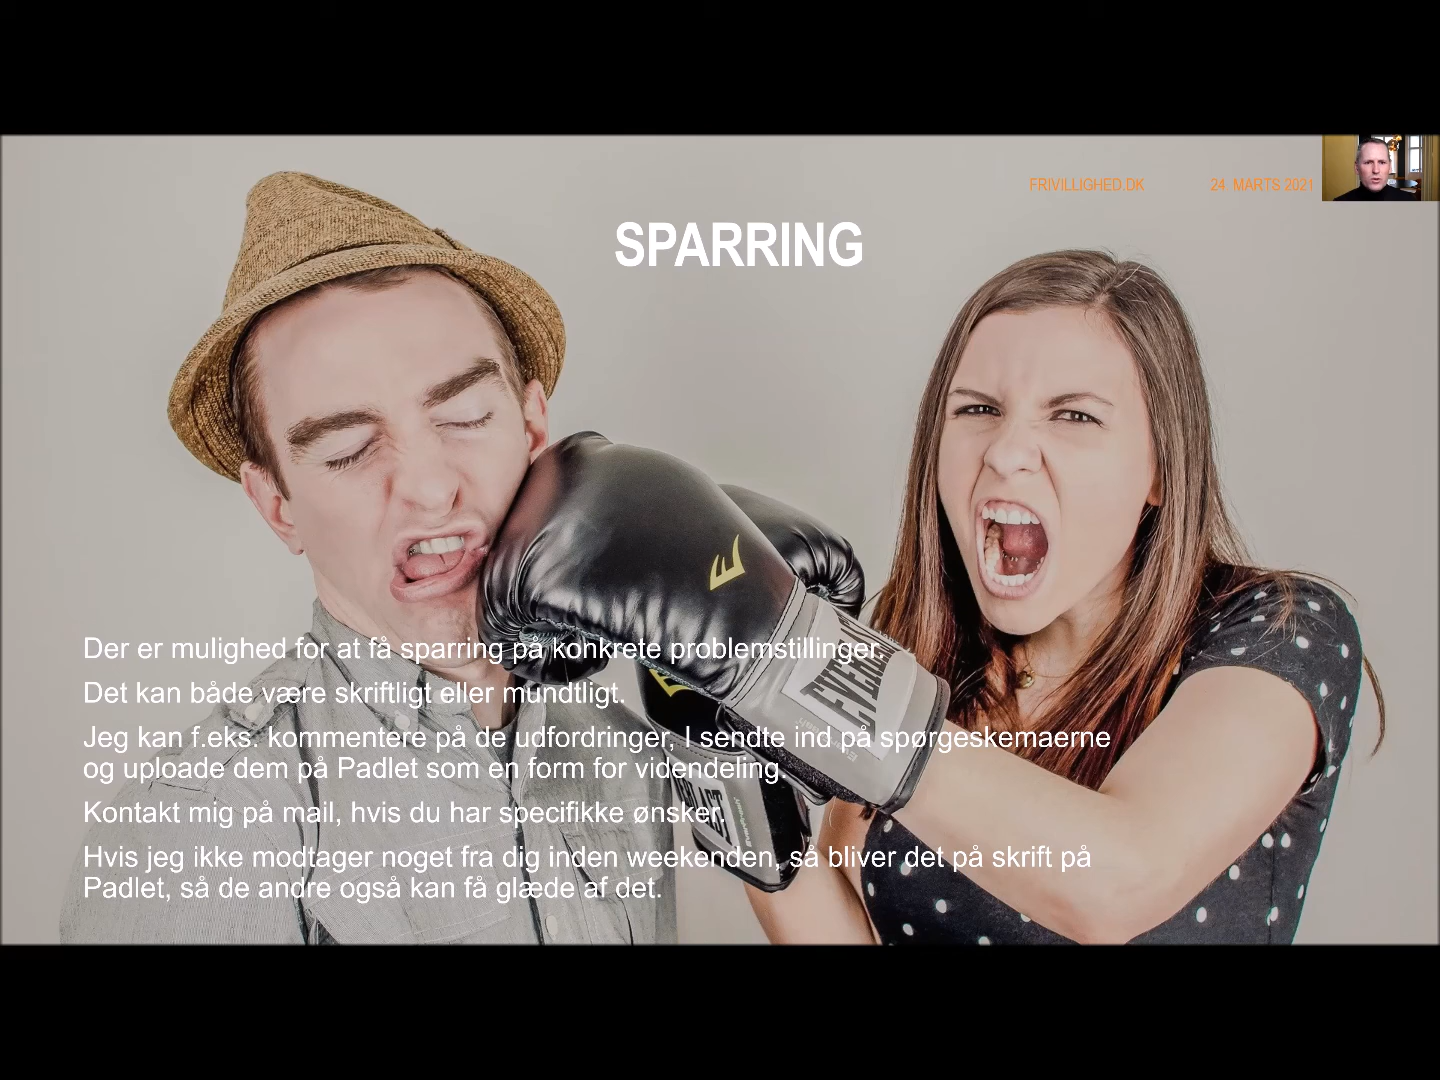 FRIVILLIGHED.DK 24. MARTS 2021
SPARRING
Der er mulighed for at få sparring på konkrete problemstillinger.
Det kan både være skriftligt eller mundtligt.
Jeg kan f.eks. kommentere på de udfordringer, I sendte ind på spørgeskemaerne
og uploade dem på Padlet som en form for videndeling.
Kontakt mig på mail, hvis du har specifikke ønsker.
Hvis jeg ikke modtager noget fra dig inden weekenden, så bliver det på skrift på
Padlet, så de andre også kan få glæde af det.
E
EVERLAST